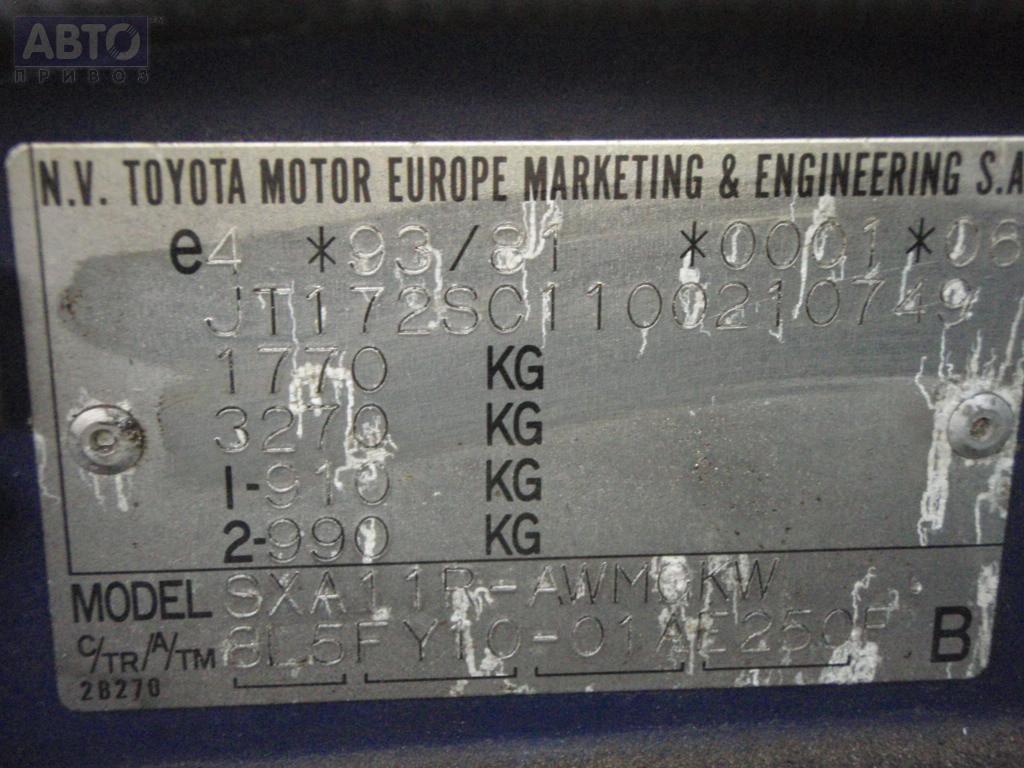 АВТО™
ПРИВОЗ
N.V. TOYOTA MOTOR EUROPE MARKETING & ENGINEERING S.A
e4 *93/81 *0001*06
JT172SC1100210749
1770 KG
3270 KG
1-910 KG
2-990 KG
MODEL SXA11R-AWMGKW
C/TR/A/TM 8L5FY10-01AE250F B
2B270